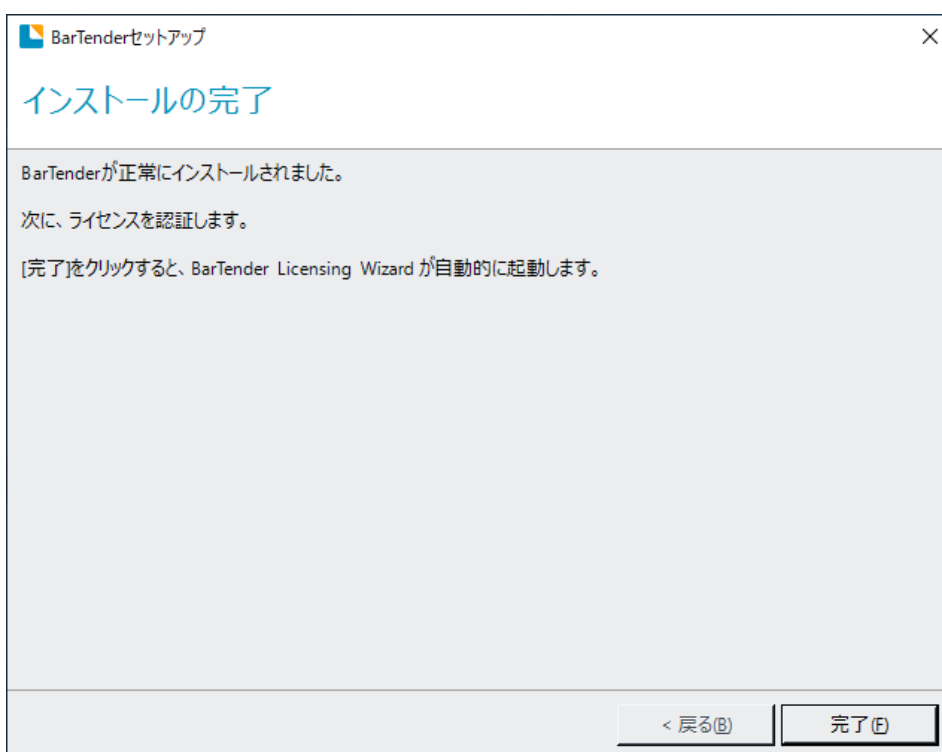 BarTenderセットアップ
インストールの完了
BarTenderが正常にインストールされました。
次に、ライセンスを認証します。
[完了]をクリックすると、BarTender Licensing Wizard が自動的に起動します。
< 戻る(B)
完了(F)